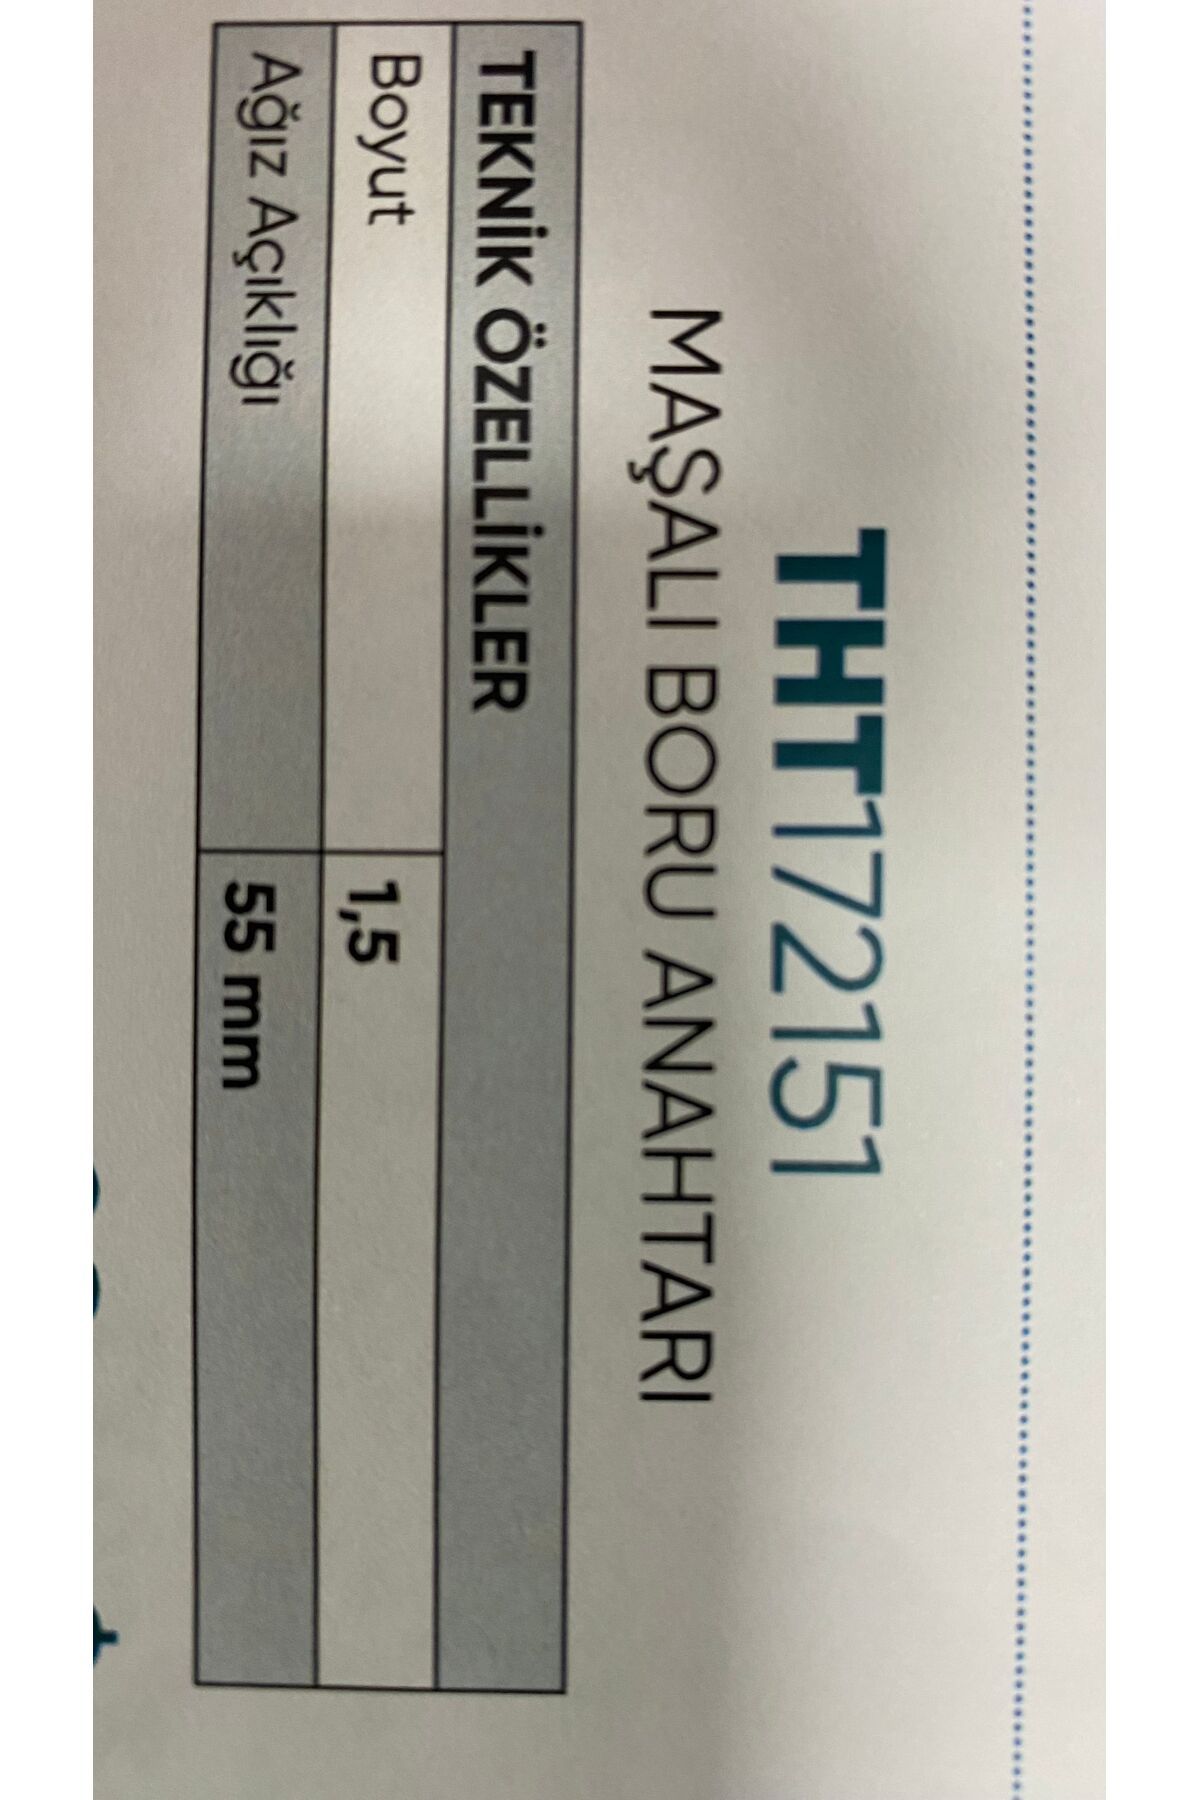 THT172151
MAŞALI BORU ANAHTARI
TEKNİK ÖZELLİKLER
Boyut 1,5
Ağız Açıklığı 55 mm